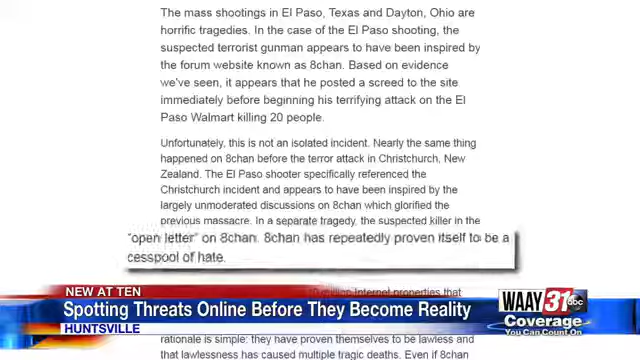 The mass shootings in El Paso, Texas and Dayton, Ohio are
horrific tragedies. In the case of the El Paso shooting, the
suspected terrorist gunman appears to have been inspired by
the forum website known as 8chan. Based on evidence
we've seen, it appears that he posted a screed to the site
immediately before beginning his terrifying attack on the El
Paso Walmart killing 20 people.
Unfortunately, this is not an isolated incident. Nearly the same thing
happened on 8chan before the terror attack in Christchurch, New
Zealand. The El Paso shooter specifically referenced the
Christchurch incident and appears to have been inspired by the
largely unmoderated discussions on 8chan which glorified the
previous massacre. In a separate tragedy, the suspected killer in the
"open letter" on 8chan. 8chan has repeatedly proven itself to be a
cesspool of hate.
Internet properties that
NEW AT TEN
Spotting Threats Online Before They Become Reality
HUNTSVILLE
WAAY 31 abc
Coverage
You Can Count On
rationale is simple: they have proven themselves to be lawless and
that lawlessness has caused multiple tragic deaths. Even if 8chan